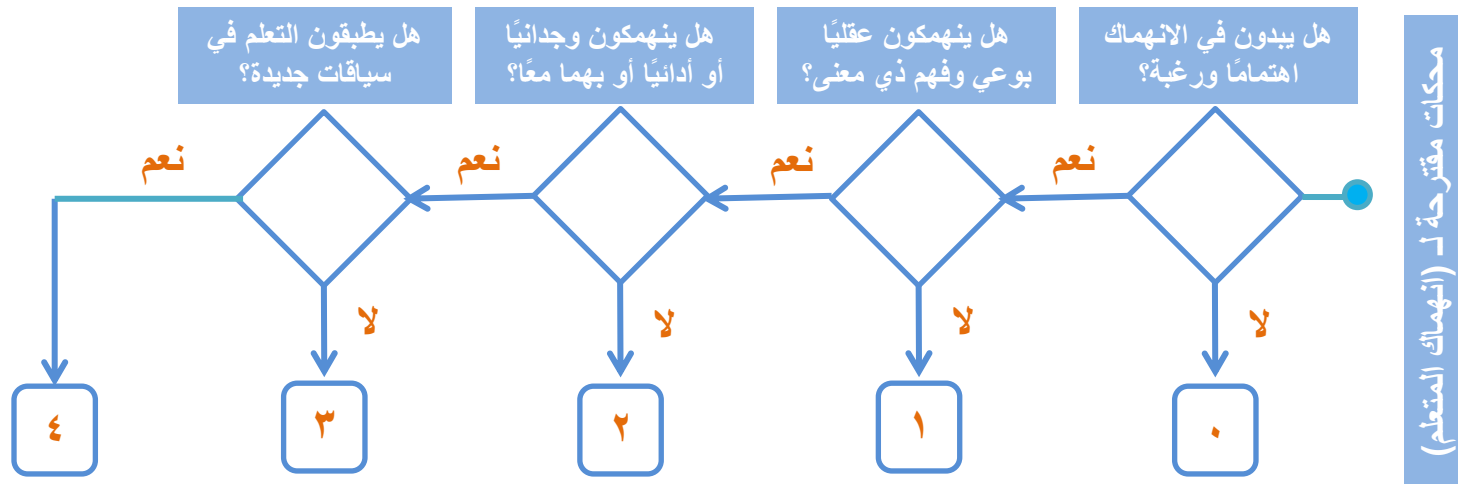 محكات مقترحة لـ (انهماك المتعلم)
هل يبدون في الانهماك
اهتمامًا ورغبة؟
هل ينهمكون عقليًا
بوعي وفهم ذي معنى؟
هل ينهمكون وجدانيًا
أو أدائيًا أو بهما معًا؟
هل يطبقون التعلم في
سياقات جديدة؟
نعم
نعم
نعم
نعم
لا
لا
لا
لا
٠
١
٢
٣
٤